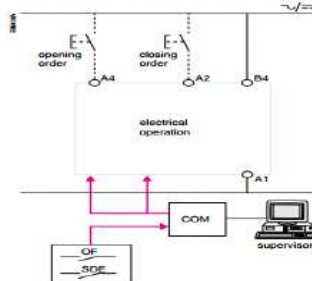 opening order
closing order
A4
A2
B4
electrical operation
A1
COM
supervisor
OF
SDE